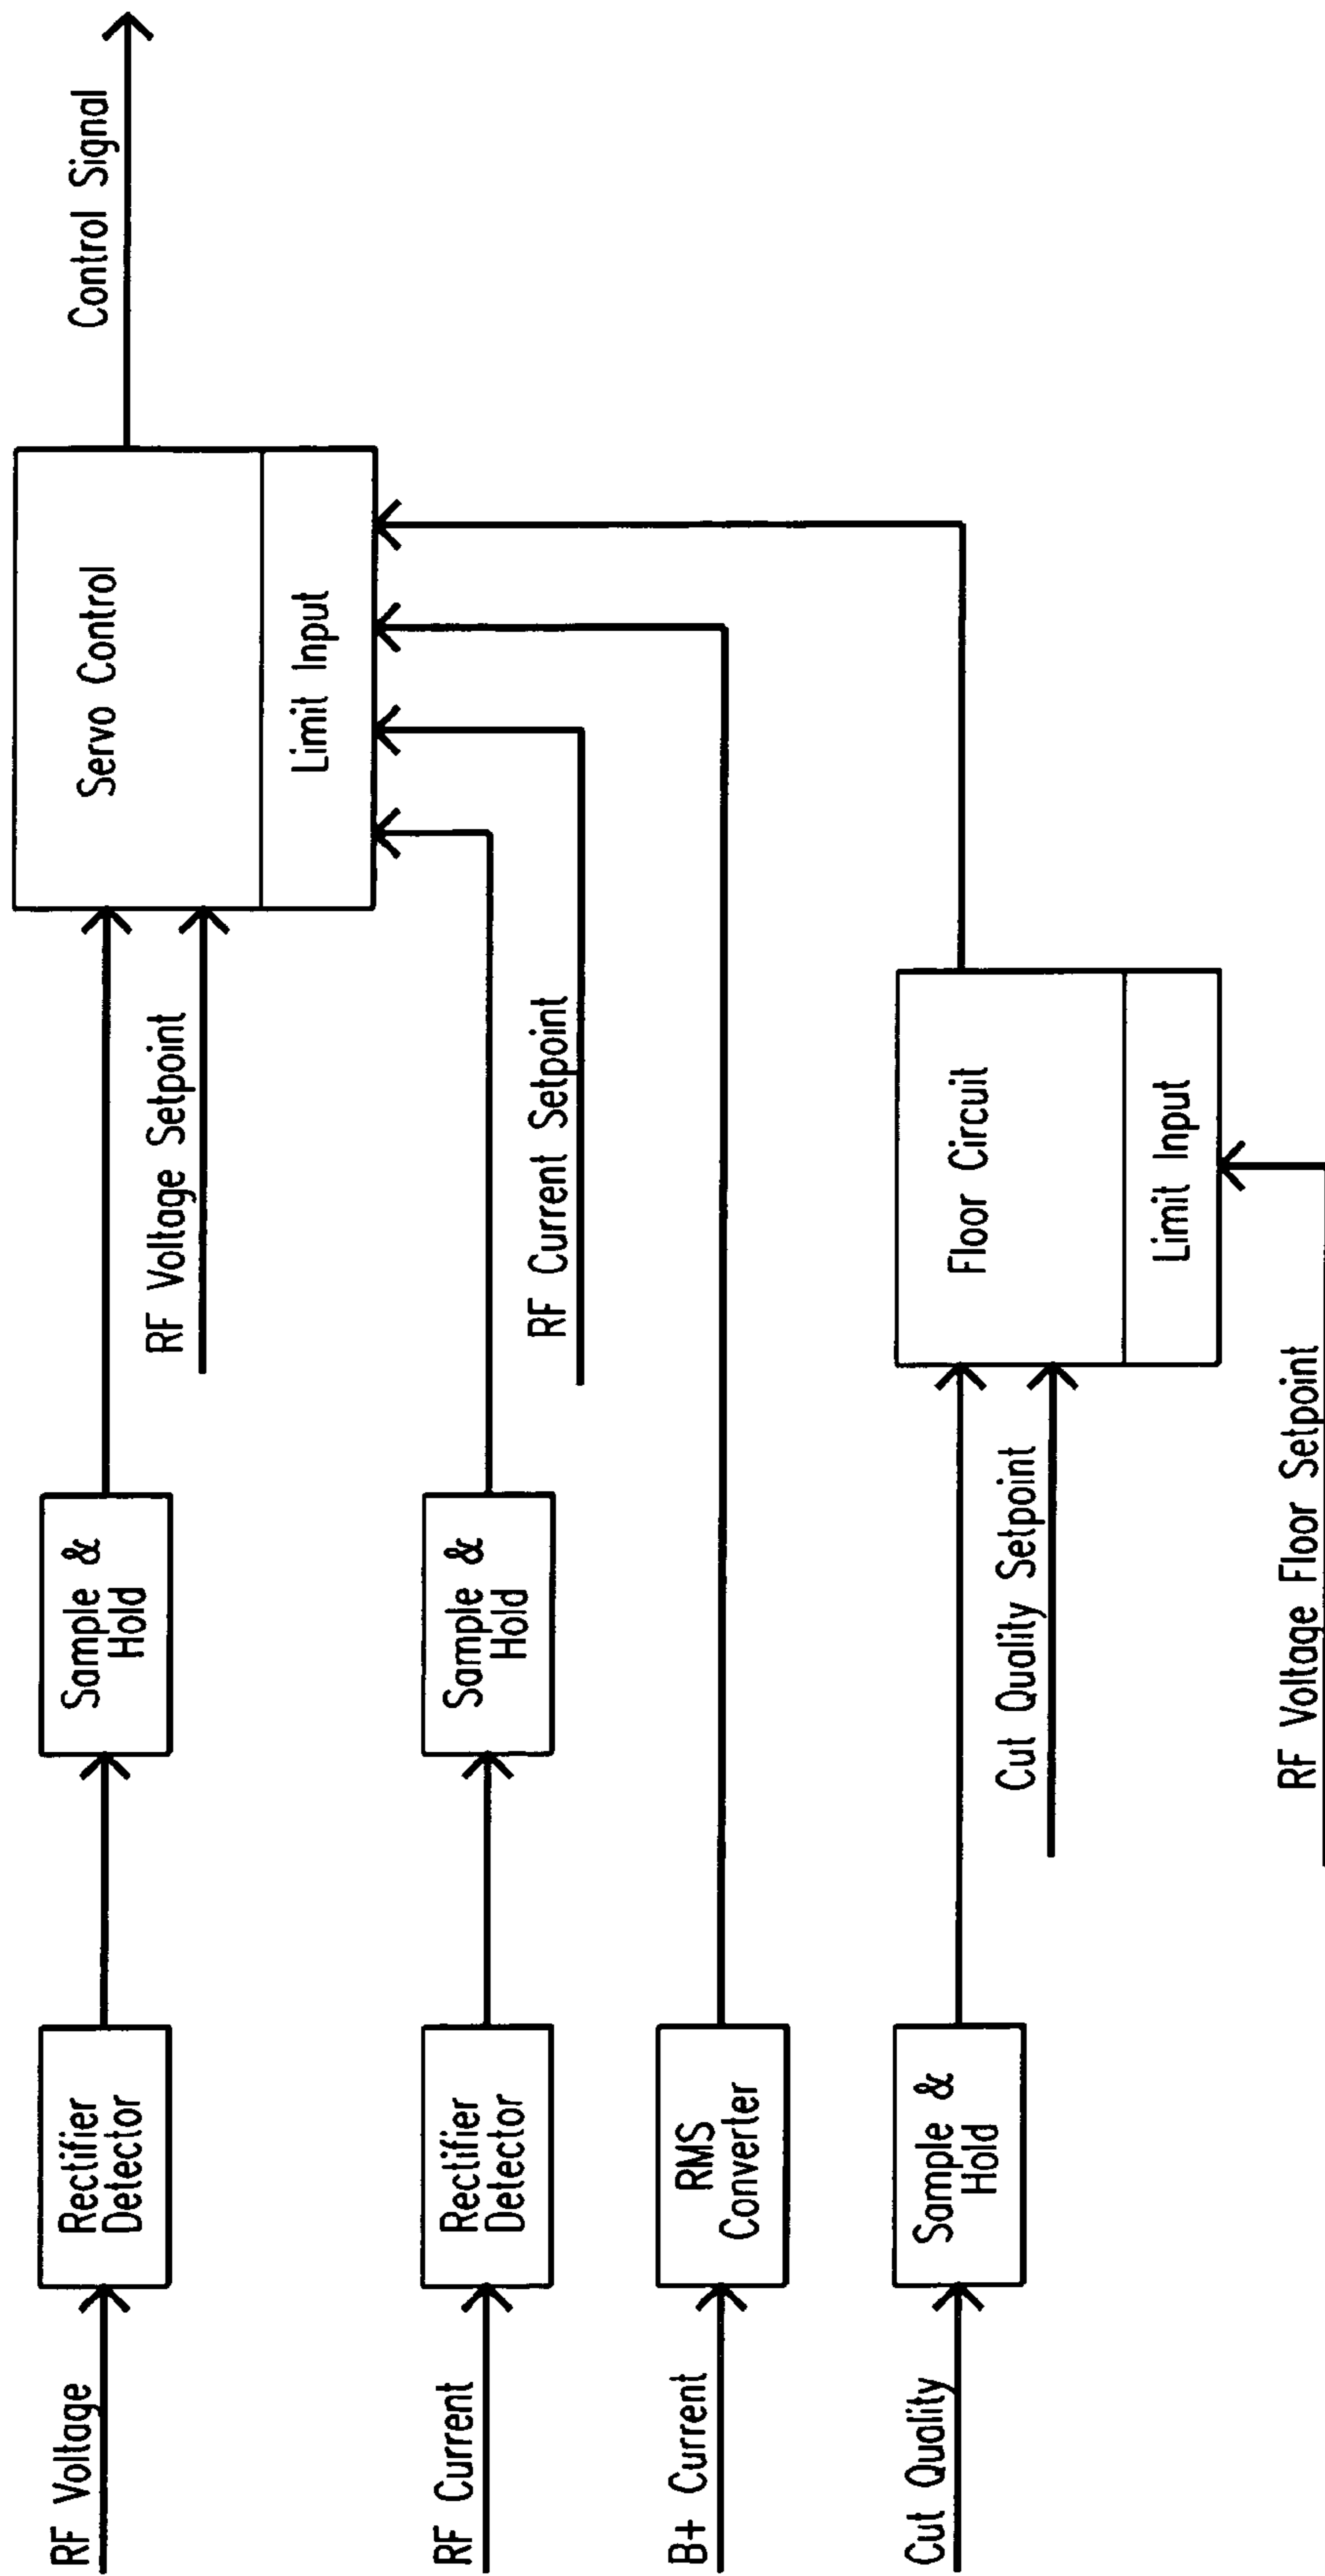 RF Voltage
Rectifier
Detector
Sample &
Hold
RF Voltage Setpoint
Servo Control
Limit Input
Control Signal
RF Current
Rectifier
Detector
Sample &
Hold
RF Current Setpoint
B+ Current
RMS
Converter
Cut Quality
Sample &
Hold
Cut Quality Setpoint
Floor Circuit
Limit Input
RF Voltage Floor Setpoint